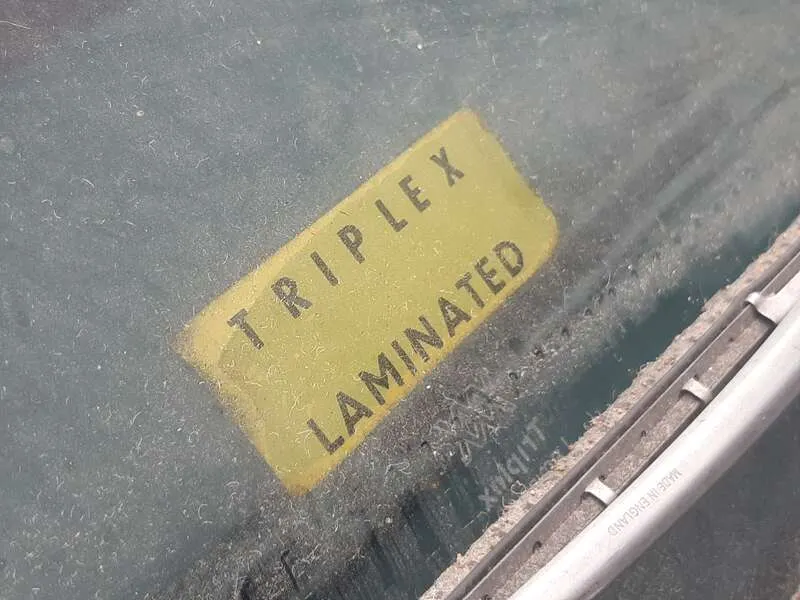 TRIPLEX
LAMINATED
Triplex
MADE IN ENGLAND